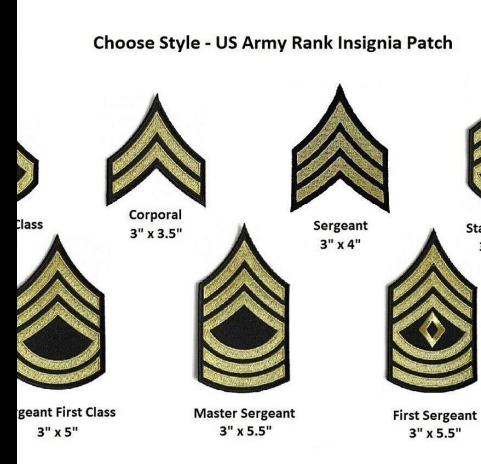 Choose Style - US Army Rank Insignia Patch
Class
Corporal
3" x 3.5"
Sergeant
3" x 4"
Sta
rgeant First Class
3" x 5"
Master Sergeant
3" x 5.5"
First Sergeant
3" x 5.5"